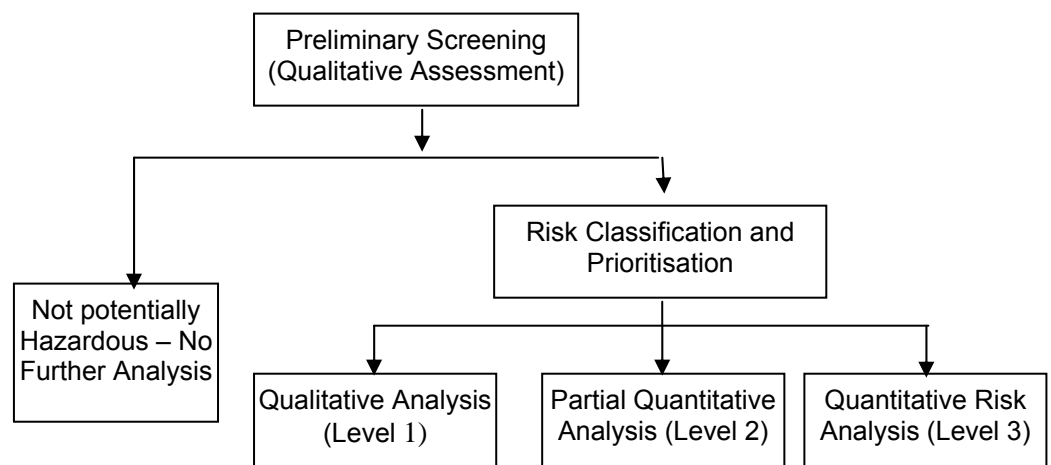 Preliminary Screening
(Qualitative Assessment)
Risk Classification and
Prioritisation
Not potentially
Hazardous – No
Further Analysis
Qualitative Analysis
(Level 1)
Partial Quantitative
Analysis (Level 2)
Quantitative Risk
Analysis (Level 3)